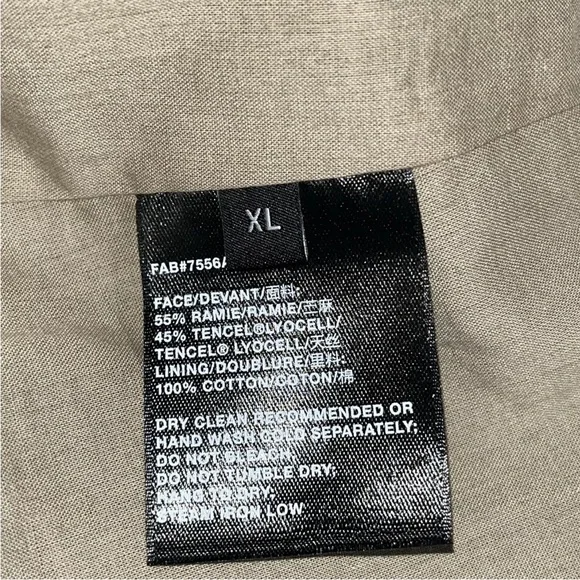 XL
FAB#7556
FACE/DEVANT/面料:
55% RAMIE/RAMIE/苎麻
45% TENCEL®LYOCELL/
TENCEL® LYOCELL/天丝
LINING/DOUBLURE/里料:
100% COTTON/COTON/棉
DRY CLEAN RECOMMENDED OR
HAND WASH COLD SEPARATELY;
DO NOT BLEACH;
DO NOT TUMBLE DRY;
HANG TO DRY;
STEAM IRON LOW